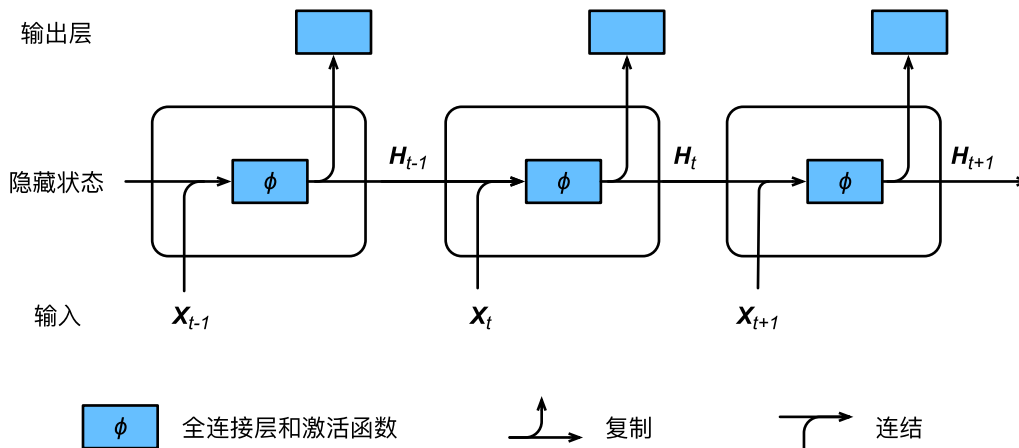 输出层
隐藏状态 ϕ H_{t-1} ϕ H_t ϕ H_{t+1}
输入 X_{t-1} X_t X_{t+1}
ϕ 全连接层和激活函数 复制 连结